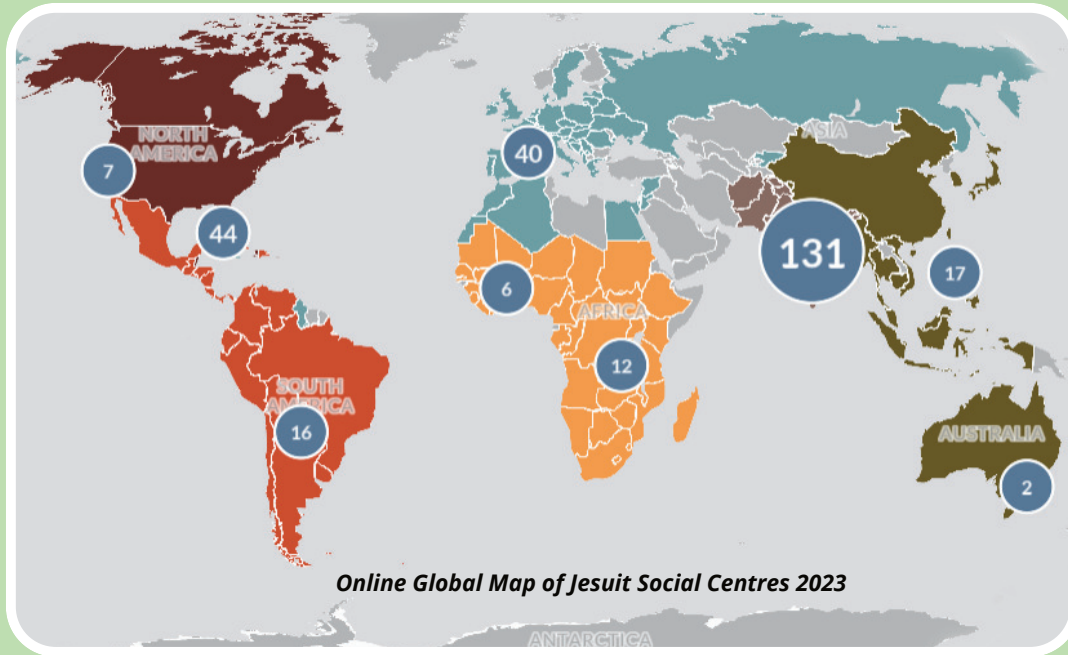 NORTH
AMERICA
7
44
40
ASIA
131
17
6
AFRICA
12
SOUTH
AMERICA
16
AUSTRALIA
2
Online Global Map of Jesuit Social Centres 2023
ANTARCTICA